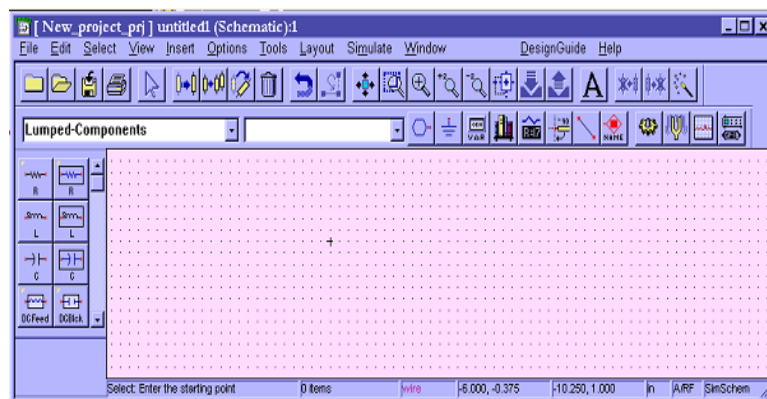 [ New_project_prj ] untitled1 (Schematic):1
File Edit Select View Insert Options Tools Layout Simulate Window DesignGuide Help
A
Lumped-Components
VAR
NAME
R R
L L
C C
DCFeed DCBlck
Select: Enter the starting point 0 items wire -6.000, -0.375 -10.250, 1.000 in A/RF SimSchem